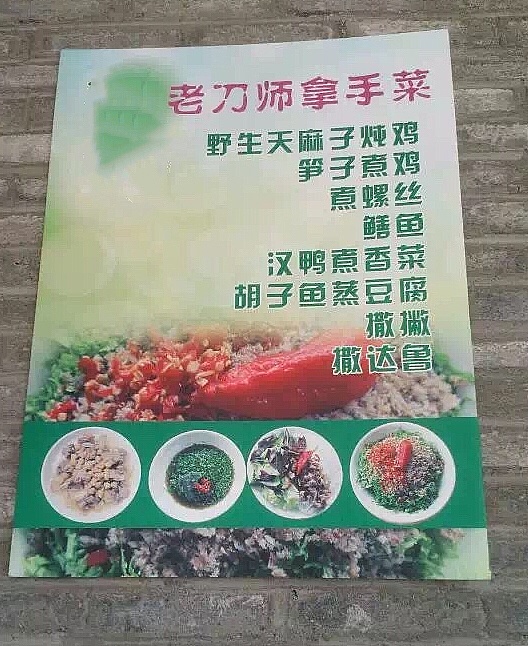 老刀师拿手菜
野生天麻子炖鸡
笋子煮鸡
煮螺丝
鳝鱼
汉鸭煮香菜
胡子鱼蒸豆腐
撒撇
撒达鲁